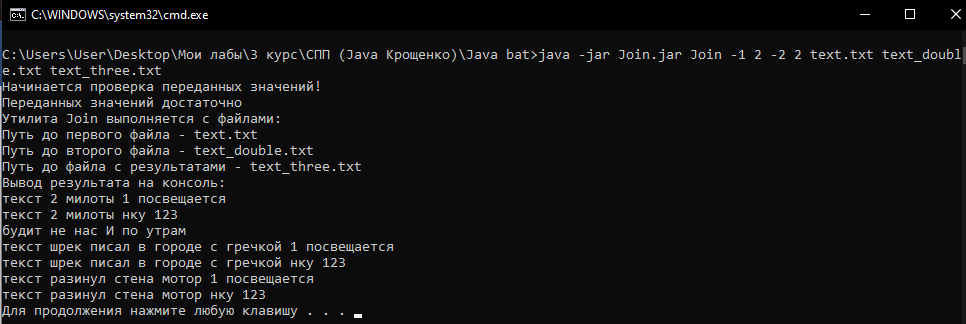 C:\WINDOWS\system32\cmd.exe
C:\Users\User\Desktop\Мои лабы\3 курс\СПП (Java Крощенко)\Java bat>java -jar Join.jar Join -1 2 -2 2 text.txt text_doubl
e.txt text_three.txt
Начинается проверка переданных значений!
Переданных значений достаточно
Утилита Join выполняется с файлами:
Путь до первого файла - text.txt
Путь до второго файла - text_double.txt
Путь до файла с результатами - text_three.txt
Вывод результата на консоль:
текст 2 милоты 1 посвещается
текст 2 милоты нку 123
будит не нас И по утрам
текст шрек писал в городе с гречкой 1 посвещается
текст шрек писал в городе с гречкой нку 123
текст разинул стена мотор 1 посвещается
текст разинул стена мотор нку 123
Для продолжения нажмите любую клавишу . . .